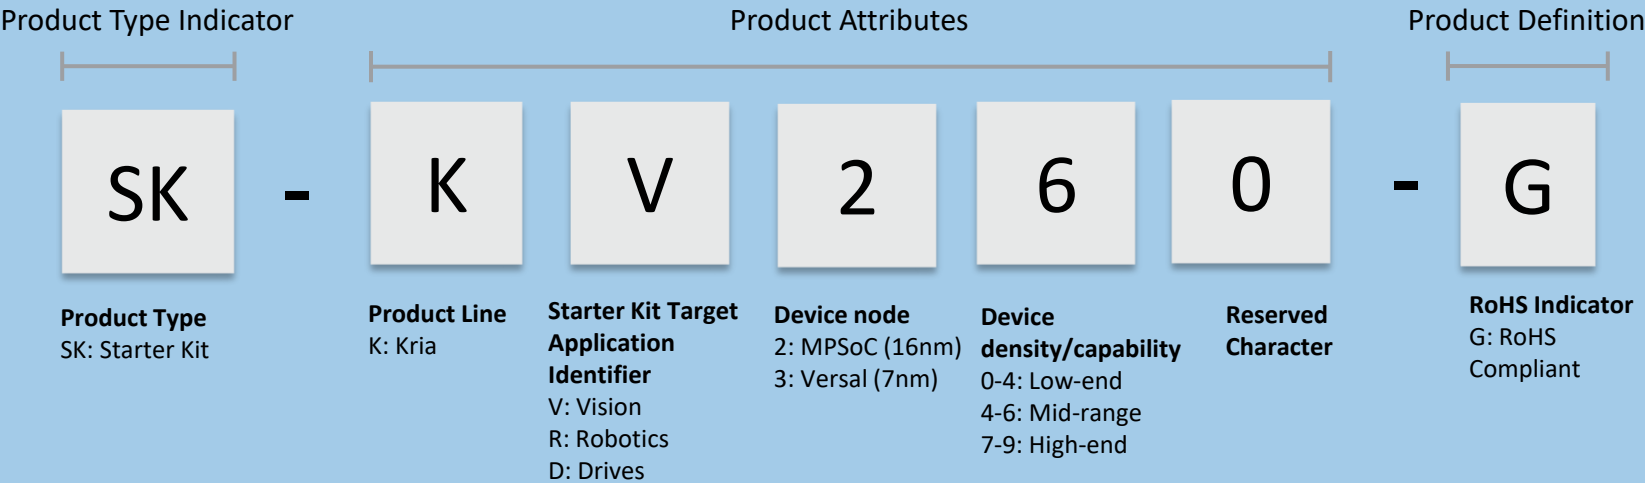 Product Type Indicator
Product Attributes
Product Definition
SK - K V 2 6 0 - G
Product Type
SK: Starter Kit
Product Line
K: Kria
Starter Kit Target
Application
Identifier
V: Vision
R: Robotics
D: Drives
Device node
2: MPSoC (16nm)
3: Versal (7nm)
Device
density/capability
0-4: Low-end
4-6: Mid-range
7-9: High-end
Reserved
Character
RoHS Indicator
G: RoHS
Compliant